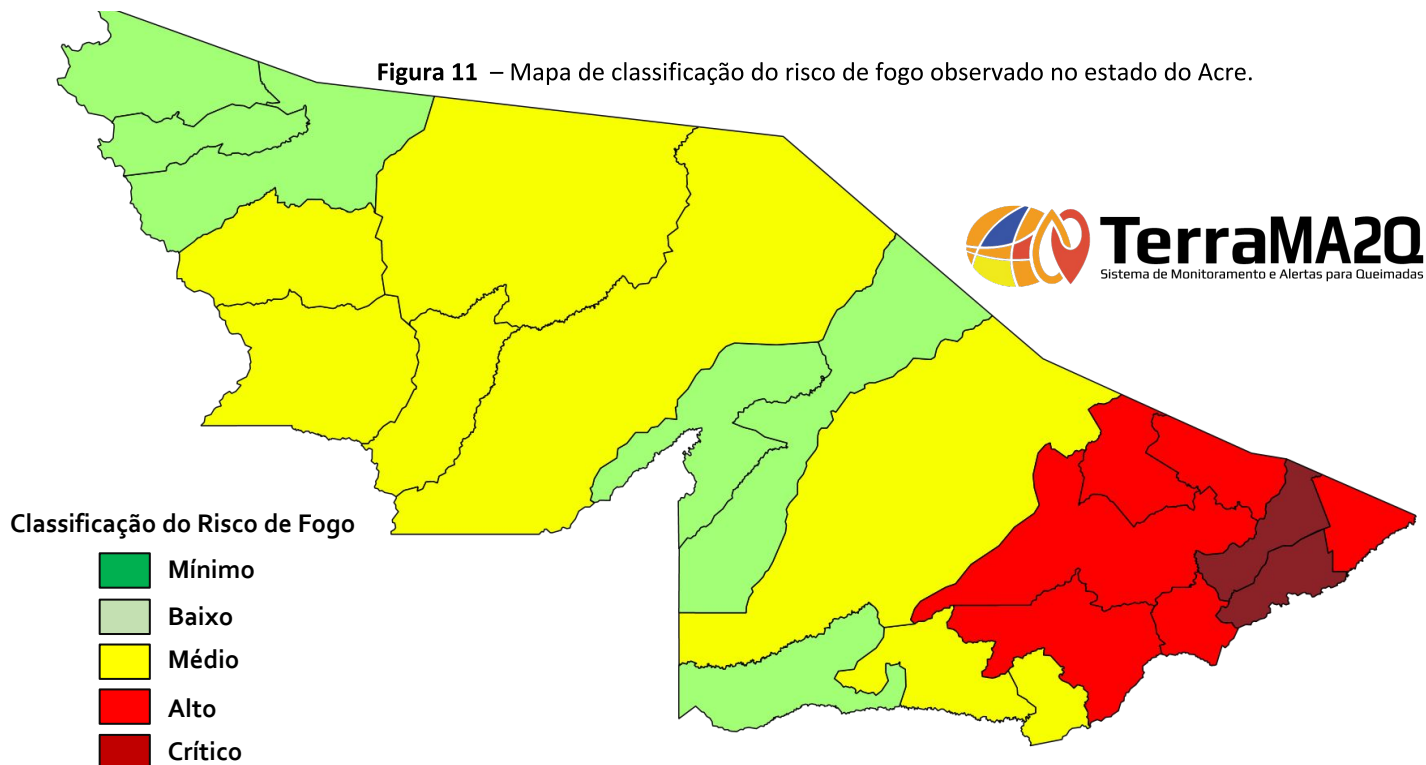 Figura 11 – Mapa de classificação do risco de fogo observado no estado do Acre.
TerraMA2Q
Sistema de Monitoramento e Alertas para Queimadas
Classificação do Risco de Fogo
Mínimo
Baixo
Médio
Alto
Crítico